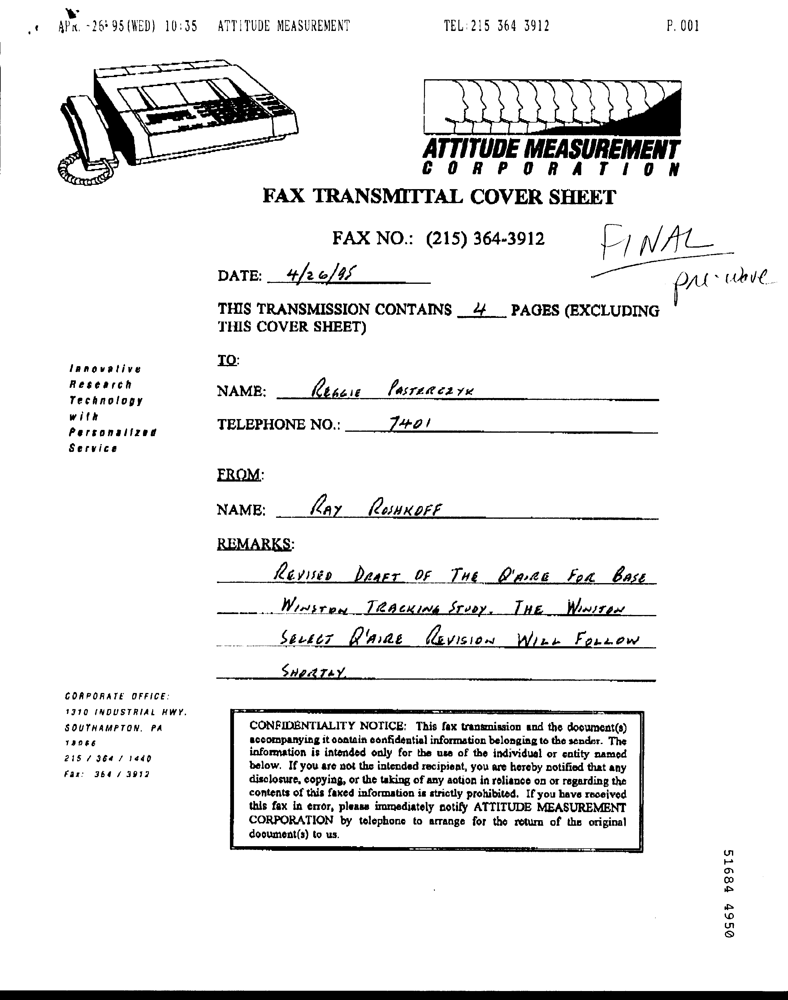 APR. -26' 95 (WED) 10:35 ATTITUDE MEASUREMENT TEL:215 364 3912 P. 001
ATTITUDE MEASUREMENT
CORPORATION
FAX TRANSMITTAL COVER SHEET
FAX NO.: (215) 364-3912
FINAL
pre-wave
DATE: 4/26/95
THIS TRANSMISSION CONTAINS 4 PAGES (EXCLUDING
THIS COVER SHEET)
TO:
Innovative
Research
Technology
with
Personalized
Service
NAME: REGGIE PASTERCZYK
TELEPHONE NO.: 7401
FROM:
NAME: RAY ROSHKOFF
REMARKS:
REVISED DRAFT OF THE Q'AIRE FOR BASE
WINSTON TRACKING STUDY. THE WINSTON
SELECT Q'AIRE REVISION WILL FOLLOW
SHORTLY.
CORPORATE OFFICE:
1310 INDUSTRIAL HWY.
SOUTHAMPTON, PA
18966
215 / 364 / 1440
Fax: 364 / 3912
CONFIDENTIALITY NOTICE: This fax transmission and the document(s)
accompanying it contain confidential information belonging to the sender. The
information is intended only for the use of the individual or entity named
below. If you are not the intended recipient, you are hereby notified that any
disclosure, copying, or the taking of any action in reliance on or regarding the
contents of this faxed information is strictly prohibited. If you have received
this fax in error, please immediately notify ATTITUDE MEASUREMENT
CORPORATION by telephone to arrange for the return of the original
document(s) to us.
51684 4950